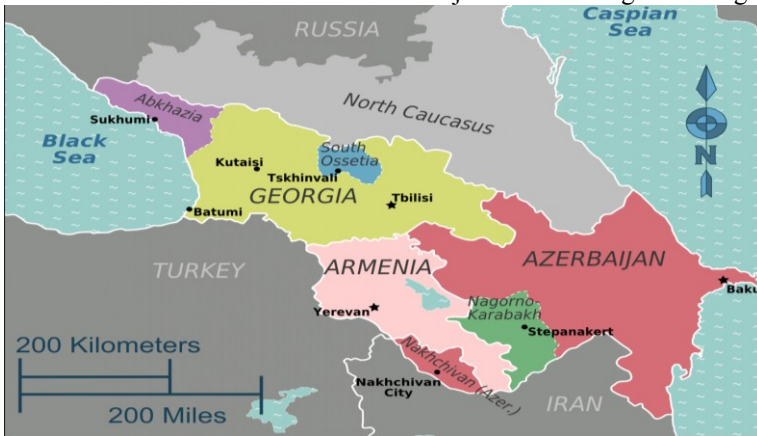 Caspian
Sea
RUSSIA
North Caucasus
Abkhazia
Sukhumi
Black
Sea
Kutaisi
South
Ossetia
Tskhinvali
GEORGIA
Tbilisi
Batumi
N
TURKEY
ARMENIA
AZERBAIJAN
Baku
Yerevan
Nagorno-
Karabakh
Stepanakert
Nakhchivan (Azer.)
Nakhchivan
City
IRAN
200 Kilometers
200 Miles